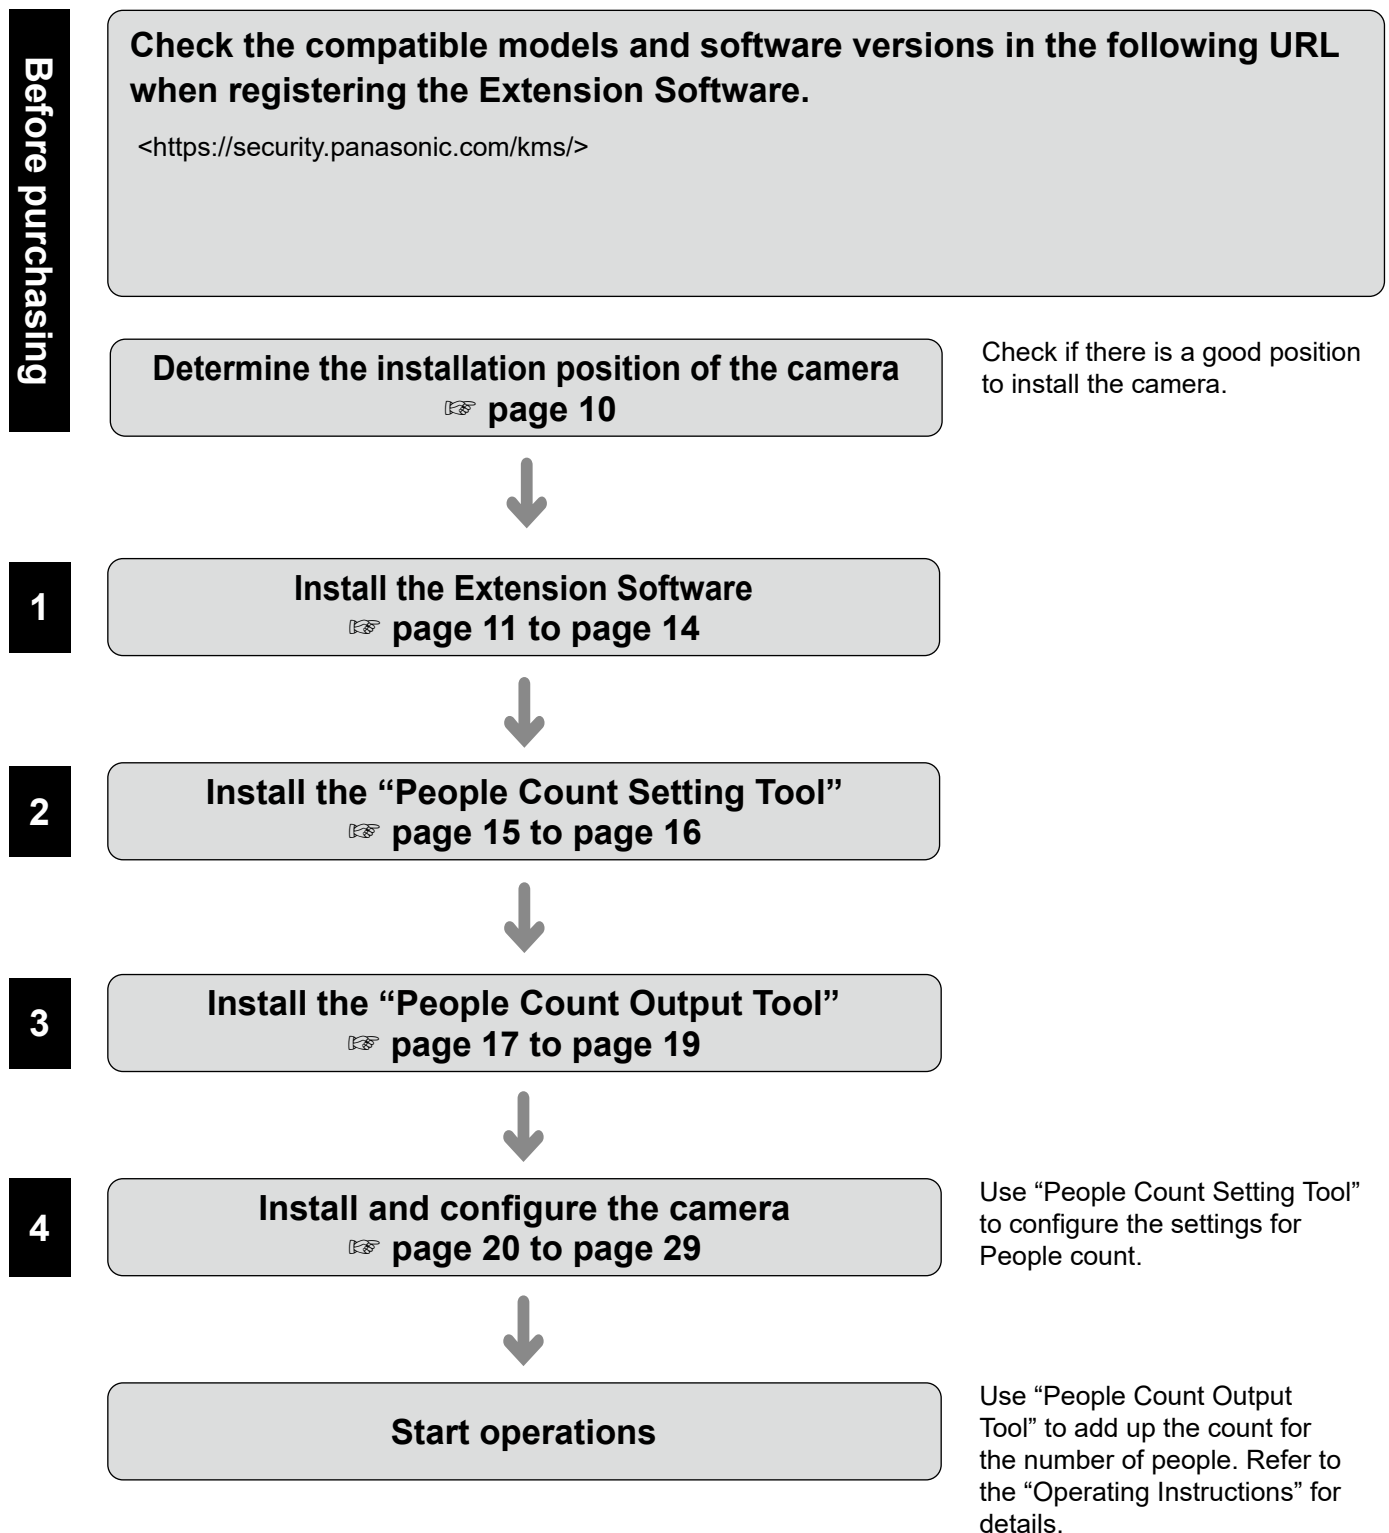 Before purchasing
Check the compatible models and software versions in the following URL
when registering the Extension Software.
<https://security.panasonic.com/kms/>
Determine the installation position of the camera
☞ page 10
Check if there is a good position
to install the camera.
1
Install the Extension Software
☞ page 11 to page 14
2
Install the “People Count Setting Tool”
☞ page 15 to page 16
3
Install the “People Count Output Tool”
☞ page 17 to page 19
4
Install and configure the camera
☞ page 20 to page 29
Use “People Count Setting Tool”
to configure the settings for
People count.
Start operations
Use “People Count Output
Tool” to add up the count for
the number of people. Refer to
the “Operating Instructions” for
details.